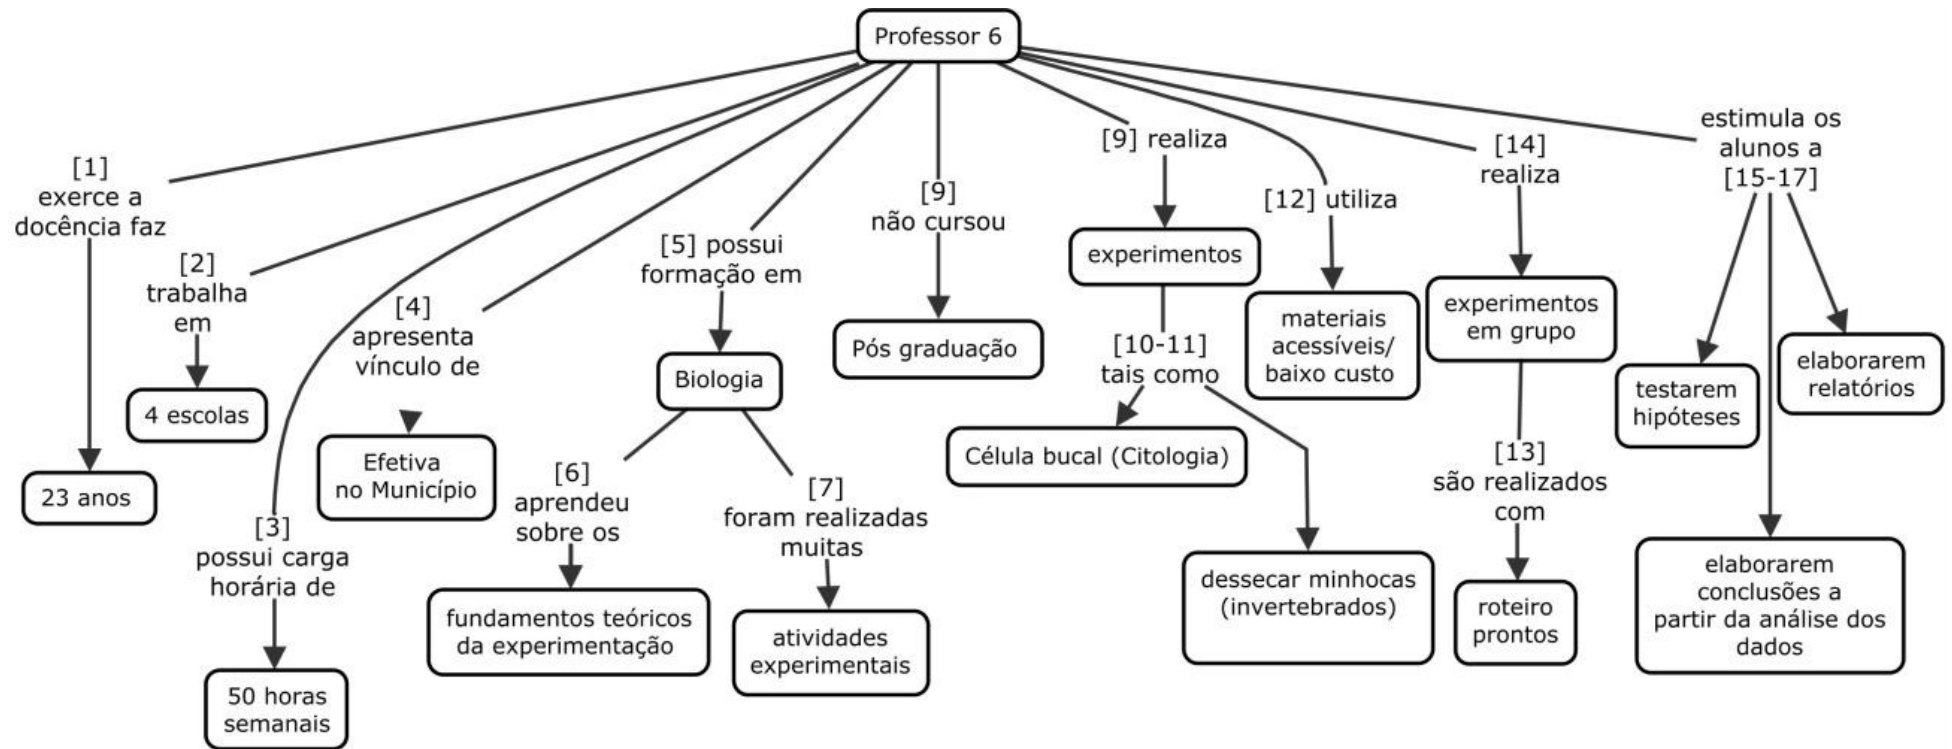 Professor 6
[1]
exerce a
docência faz
23 anos
[2]
trabalha
em
4 escolas
[3]
possui carga
horária de
50 horas
semanais
[4]
apresenta
vínculo de
Efetiva
no Município
[5] possui
formação em
Biologia
[6]
aprendeu
sobre os
fundamentos teóricos
da experimentação
[7]
foram realizadas
muitas
atividades
experimentais
[9]
não cursou
Pós graduação
[9] realiza
experimentos
[10-11]
tais como
Célula bucal (Citologia)
dessecar minhocas
(invertebrados)
[12] utiliza
materiais
acessíveis/
baixo custo
[14]
realiza
experimentos
em grupo
[13]
são realizados
com
roteiro
prontos
estimula os
alunos a
[15-17]
testarem
hipóteses
elaborarem
conclusões a
partir da análise dos
dados
elaborarem
relatórios